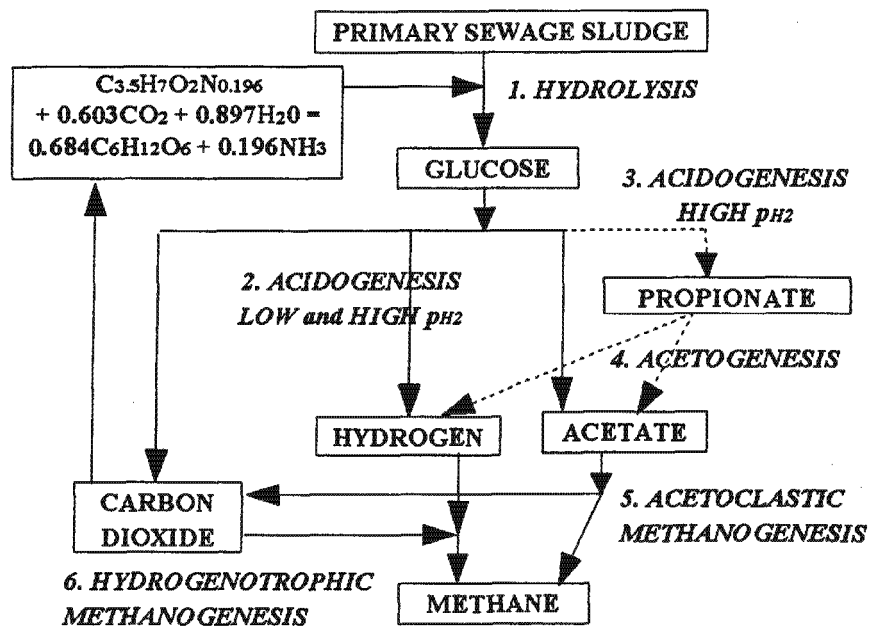 PRIMARY SEWAGE SLUDGE
C3.5H7O2N0.196
+ 0.603CO2 + 0.897H20 =
0.684C6H12O6 + 0.196NH3
1. HYDROLYSIS
GLUCOSE
3. ACIDOGENESIS
HIGH pH2
2. ACIDOGENESIS
LOW and HIGH pH2
PROPIONATE
4. ACETOGENESIS
HYDROGEN
ACETATE
CARBON
DIOXIDE
5. ACETOCLASTIC
METHANOGENESIS
6. HYDROGENOTROPHIC
METHANOGENESIS
METHANE